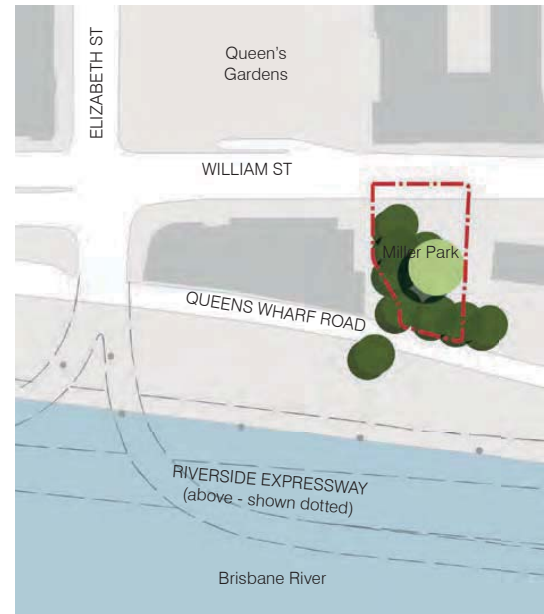 ELIZABETH ST
Queen's
Gardens
WILLIAM ST
Miller Park
QUEENS WHARF ROAD
RIVERSIDE EXPRESSWAY
(above - shown dotted)
Brisbane River